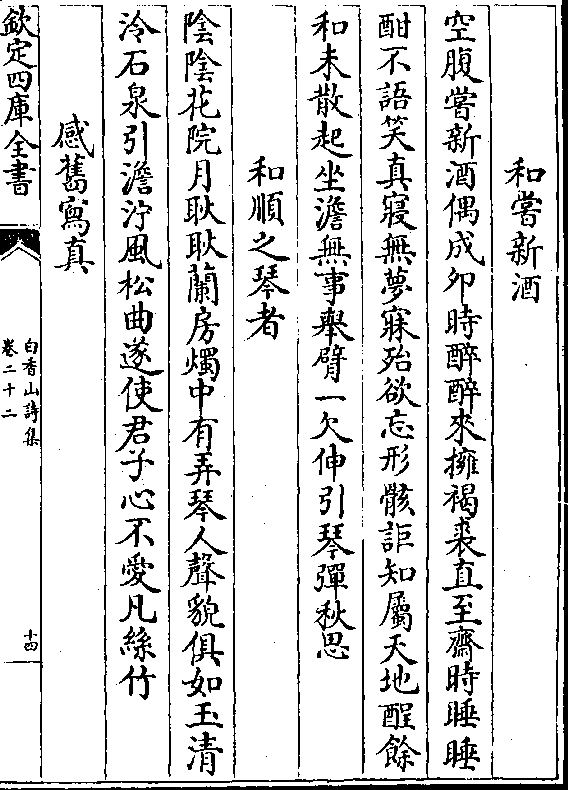 和嘗新酒
空腹嘗新酒偶成卯時醉醉來擁褐裘直至齋時睡睡
酣不語笑真寢無夢寐殆欲忘形骸詎知屬天地醒餘
和未散起坐澹無事舉臂一欠伸引琴彈秋思
和順之琴者
陰陰花院月耿耿蘭房燭中有弄琴人聲貌俱如玉清
泠石泉引澹泞風松曲遂使君子心不愛凡絲竹
感舊寫真
欽定四庫全書
白香山詩集
卷二十二
十四